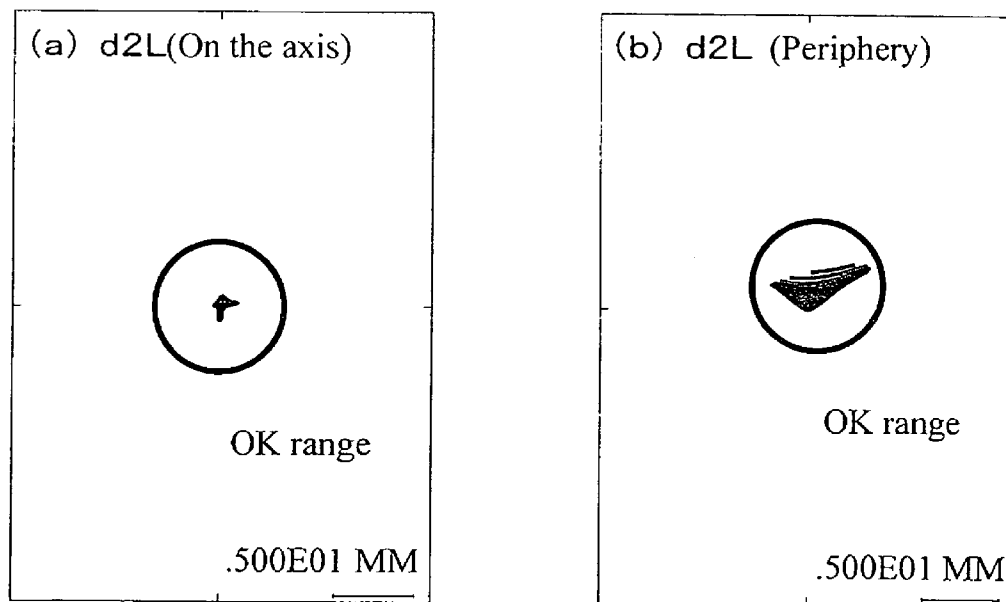 (a) d2L(On the axis)
OK range
.500E01 MM
(b) d2L (Periphery)
OK range
.500E01 MM